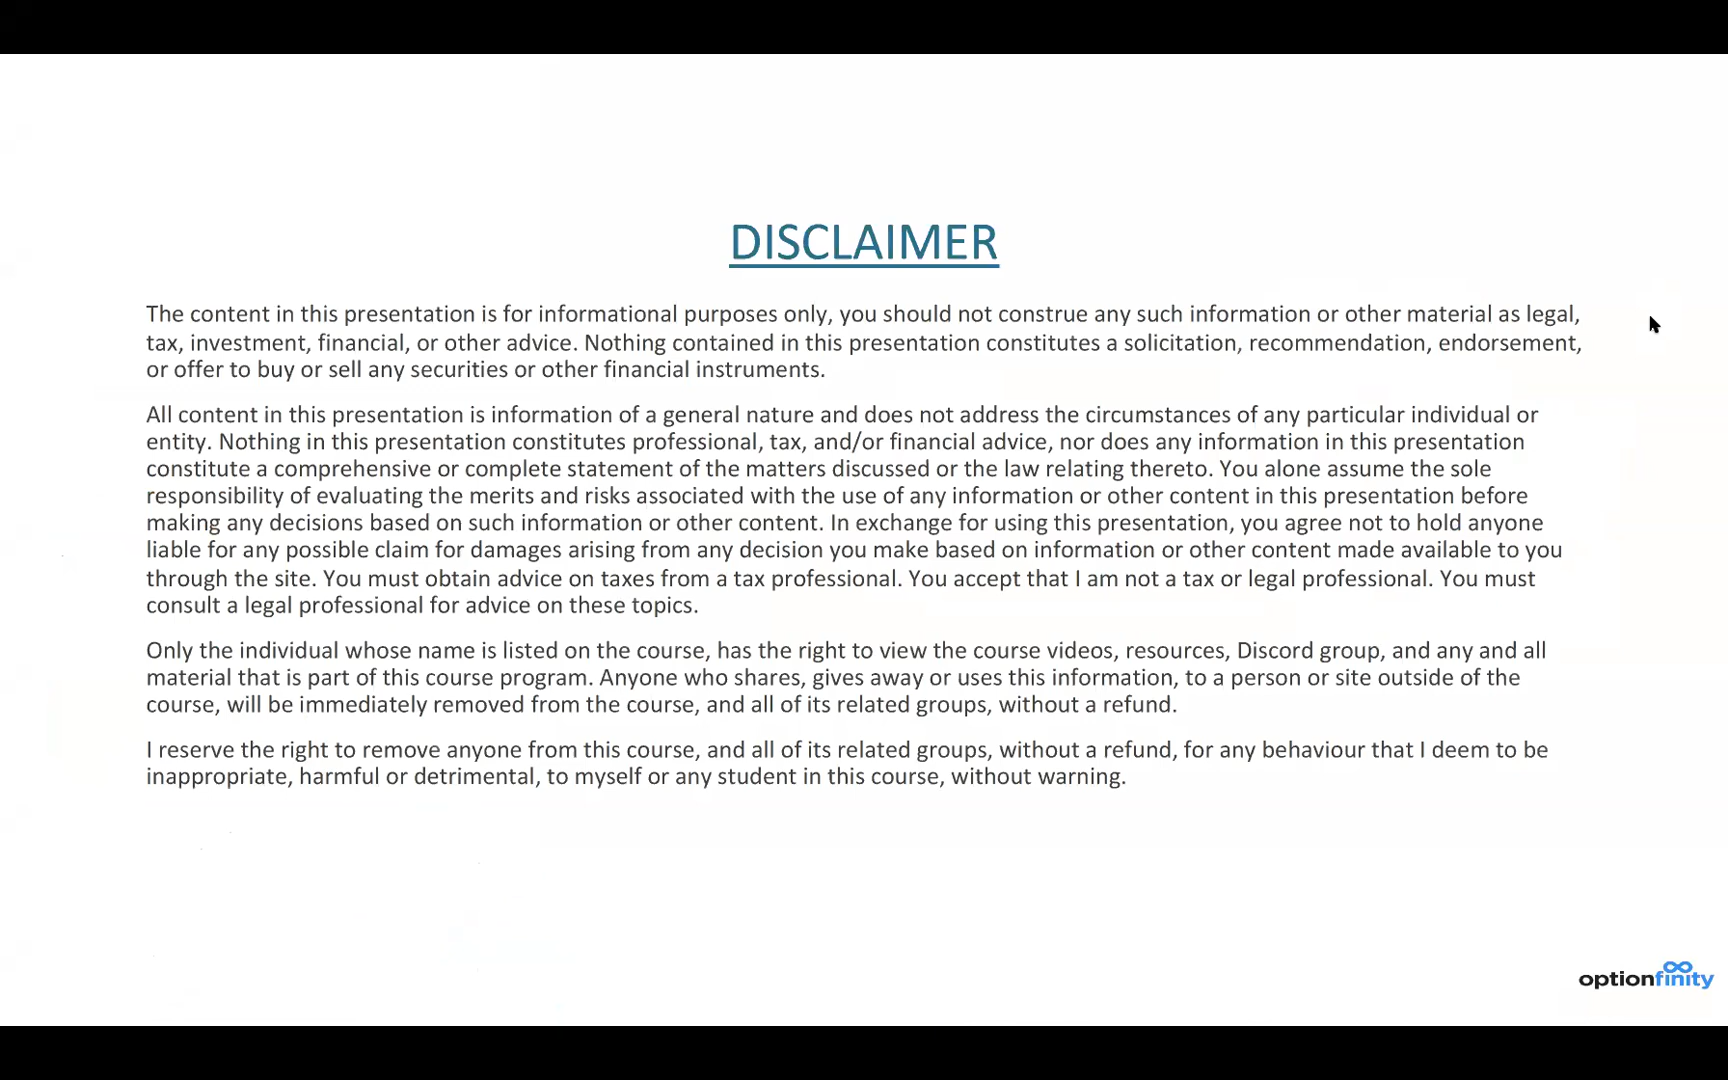 DISCLAIMER
The content in this presentation is for informational purposes only, you should not construe any such information or other material as legal,
tax, investment, financial, or other advice. Nothing contained in this presentation constitutes a solicitation, recommendation, endorsement,
or offer to buy or sell any securities or other financial instruments.
All content in this presentation is information of a general nature and does not address the circumstances of any particular individual or
entity. Nothing in this presentation constitutes professional, tax, and/or financial advice, nor does any information in this presentation
constitute a comprehensive or complete statement of the matters discussed or the law relating thereto. You alone assume the sole
responsibility of evaluating the merits and risks associated with the use of any information or other content in this presentation before
making any decisions based on such information or other content. In exchange for using this presentation, you agree not to hold anyone
liable for any possible claim for damages arising from any decision you make based on information or other content made available to you
through the site. You must obtain advice on taxes from a tax professional. You accept that I am not a tax or legal professional. You must
consult a legal professional for advice on these topics.
Only the individual whose name is listed on the course, has the right to view the course videos, resources, Discord group, and any and all
material that is part of this course program. Anyone who shares, gives away or uses this information, to a person or site outside of the
course, will be immediately removed from the course, and all of its related groups, without a refund.
I reserve the right to remove anyone from this course, and all of its related groups, without a refund, for any behaviour that I deem to be
inappropriate, harmful or detrimental, to myself or any student in this course, without warning.
optionfinity